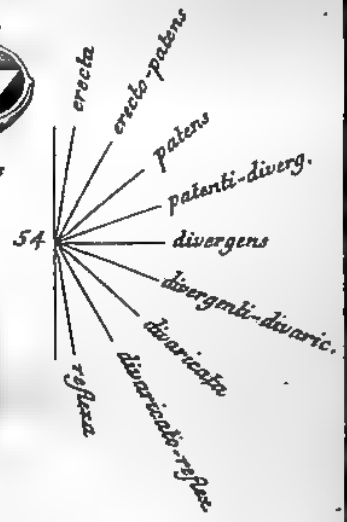 erecta
erecto-patens
patens
patenti-diverg.
54
divergens
divergenti-divaric.
divaricata
divaricato-reflex.
reflexa